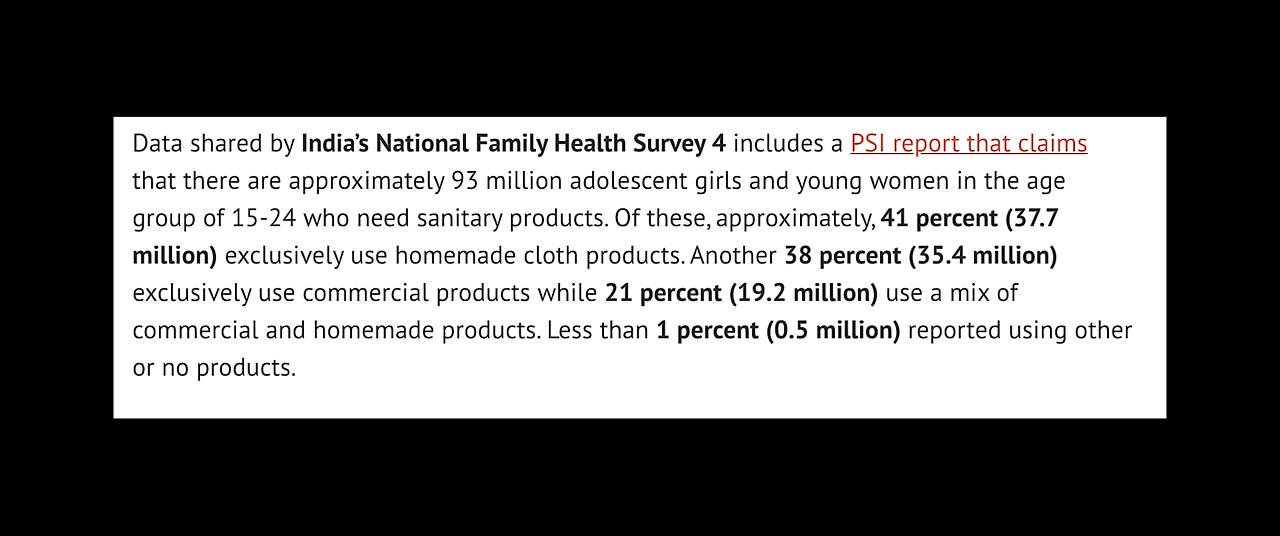 Data shared by India’s National Family Health Survey 4 includes a PSI report that claims
that there are approximately 93 million adolescent girls and young women in the age
group of 15-24 who need sanitary products. Of these, approximately, 41 percent (37.7
million) exclusively use homemade cloth products. Another 38 percent (35.4 million)
exclusively use commercial products while 21 percent (19.2 million) use a mix of
commercial and homemade products. Less than 1 percent (0.5 million) reported using other
or no products.